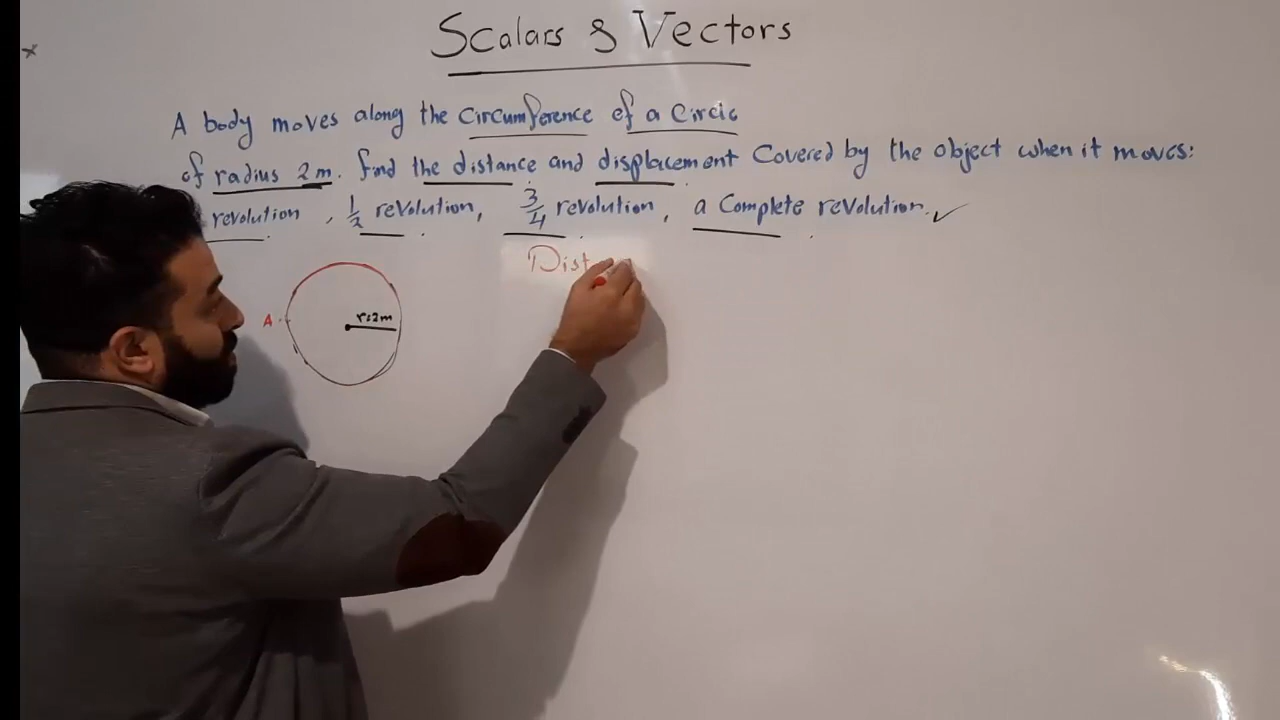 Scalars & Vectors
A body moves along the circumference of a Circle
of radius 2m. find the distance and displacement Covered by the object when it moves:
revolution, 1/2 revolution, 3/4 revolution, a Complete revolution. ✓
Dist
A
r=2m